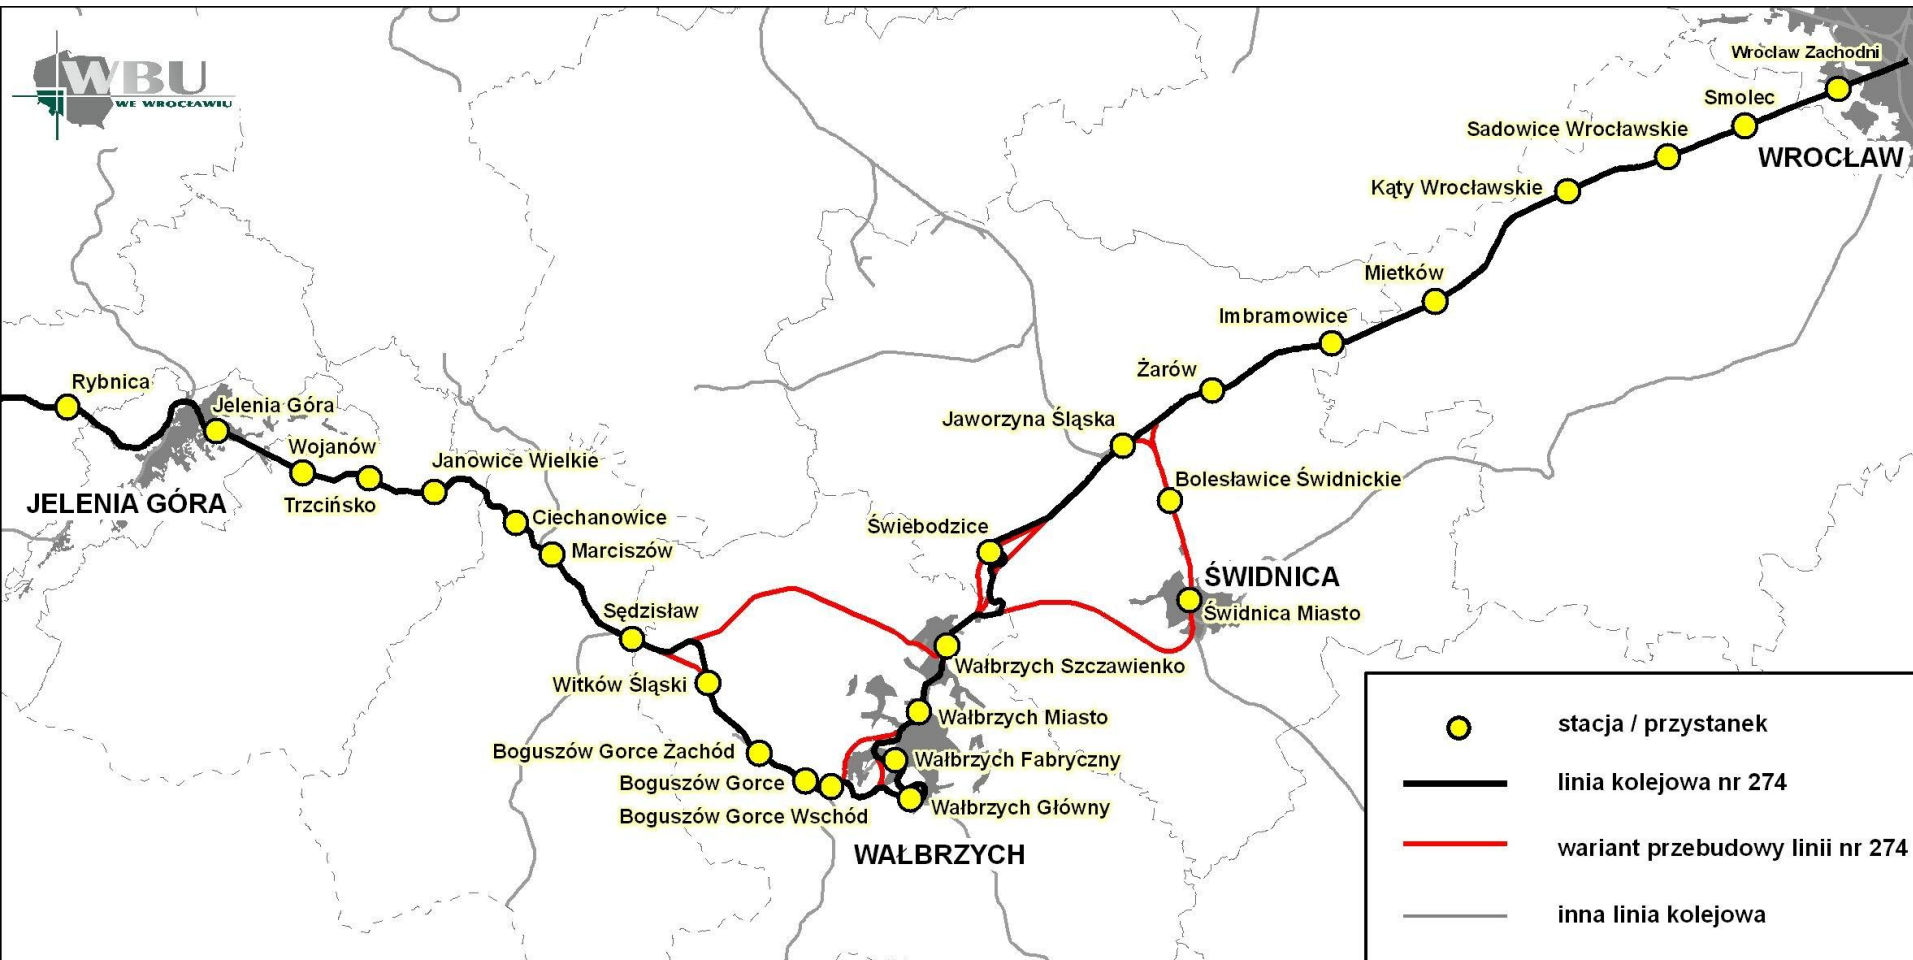 WBU
WE WROCŁAWIU
Wrocław Zachodni
Smolec
Sadowice Wrocławskie
WROCŁAW
Kąty Wrocławskie
Mietków
Imbramowice
Żarów
Rybnica
Jelenia Góra
Jaworzyna Śląska
Wojanów
Janowice Wielkie
Bolesławice Świdnickie
JELENIA GÓRA
Trzcińsko
Ciechanowice
Świebodzice
Marciszów
ŚWIDNICA
Sędzisław
Świdnica Miasto
Wałbrzych Szczawienko
Witków Śląski
Wałbrzych Miasto
stacja / przystanek
Boguszów Gorce Zachód
Wałbrzych Fabryczny
Boguszów Gorce
linia kolejowa nr 274
Wałbrzych Główny
Boguszów Gorce Wschód
WAŁBRZYCH
wariant przebudowy linii nr 274
inna linia kolejowa